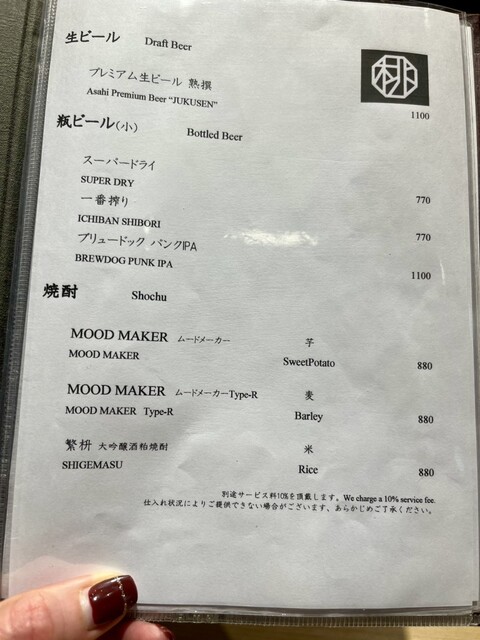 生ビール Draft Beer
プレミアム生ビール 熟撰
Asahi Premium Beer “JUKUSEN”
1100
瓶ビール(小) Bottled Beer
スーパードライ
SUPER DRY
770
一番搾り
ICHIBAN SHIBORI
770
ブリュードック パンクIPA
BREWDOG PUNK IPA
1100
焼酎 Shochu
MOOD MAKER ムードメーカー 芋
MOOD MAKER SweetPotato 880
MOOD MAKER ムードメーカーType-R 麦
MOOD MAKER Type-R Barley 880
繁枡 大吟醸酒粕焼酎 米
SHIGEMASU Rice 880
別途サービス料10%を頂戴します。We charge a 10% service fee.
仕入れ状況によりご提供できない場合がございます、あらかじめご了承ください。